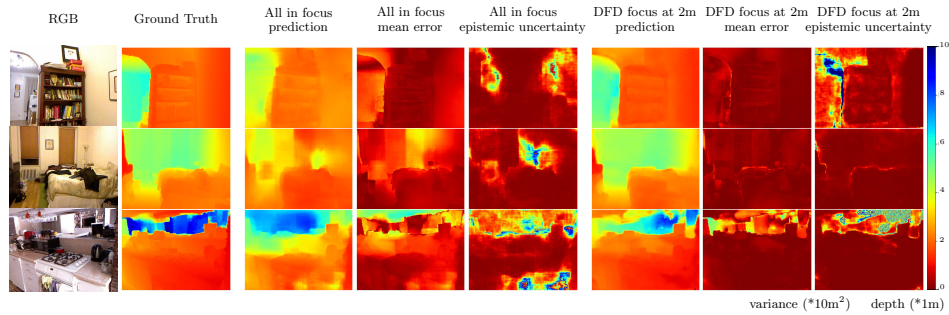 RGB
Ground Truth
All in focus
prediction
All in focus
mean error
All in focus
epistemic uncertainty
DFD focus at 2m
prediction
DFD focus at 2m
mean error
DFD focus at 2m
epistemic uncertainty
10
8
6
4
2
0
variance (*10m²) depth (*1m)